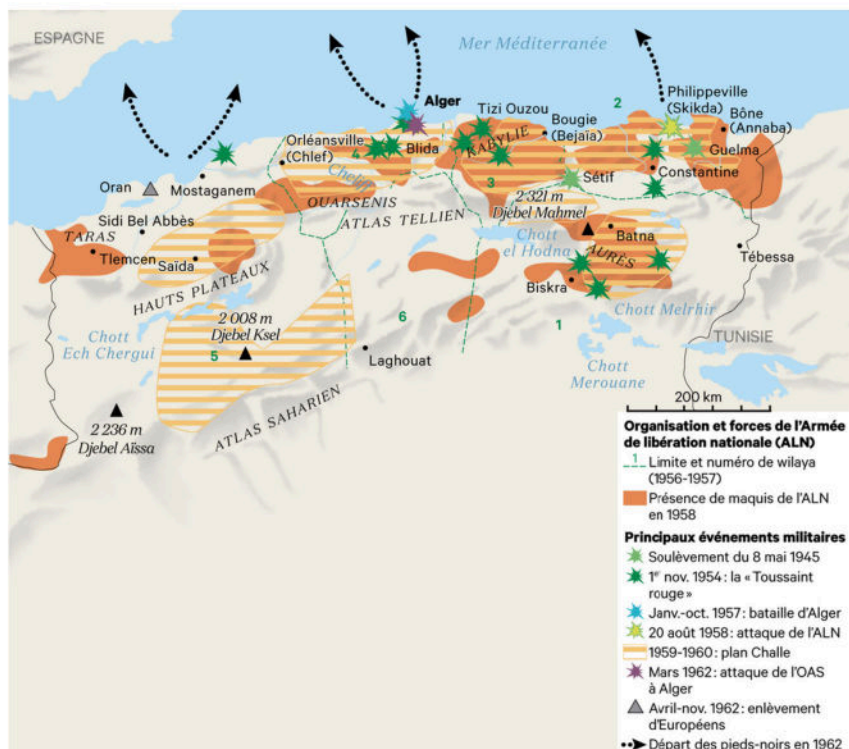 ESPAGNE
Mer Méditerranée
Alger
Tizi Ouzou
Bougie
(Bejaïa)
2
Philippeville
(Skikda)
Bône
(Annaba)
Orléansville
(Chlef)
4
Blida
KABYLIE
Guelma
Constantine
Chelif
3
Sétif
Oran
Mostaganem
OUARSENIS
ATLAS TELLIEN
2 321 m
Djebel Mahmel
Sidi Bel Abbès
TARAS
Tlemcen
Saïda
Chott
el Hodna
Batna
AURÈS
Tébessa
HAUTS PLATEAUX
Biskra
Chott Melrhir
Chott
Ech Chergui
2 008 m
Djebel Ksel
5
6
1
TUNISIE
Laghouat
Chott
Merouane
ATLAS SAHARIEN
2 236 m
Djebel Aïssa
200 km
Organisation et forces de l'Armée
de libération nationale (ALN)
1
Limite et numéro de wilaya
(1956-1957)
Présence de maquis de l'ALN
en 1958
Principaux événements militaires
Soulèvement du 8 mai 1945
1er nov. 1954 : la « Toussaint
rouge »
Janv.-oct. 1957 : bataille d'Alger
20 août 1958 : attaque de l'ALN
1959-1960 : plan Challe
Mars 1962 : attaque de l'OAS
à Alger
Avril-nov. 1962 : enlèvement
d'Européens
Départ des pieds-noirs en 1962